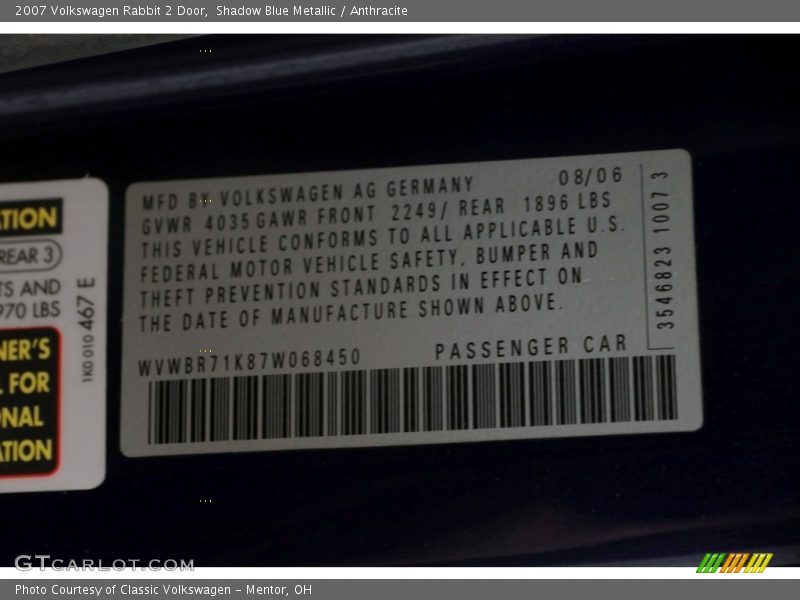 2007 Volkswagen Rabbit 2 Door, Shadow Blue Metallic / Anthracite
MFD BY VOLKSWAGEN AG GERMANY 08/06
GVWR 4035 GAWR FRONT 2249/ REAR 1896 LBS
THIS VEHICLE CONFORMS TO ALL APPLICABLE U.S.
FEDERAL MOTOR VEHICLE SAFETY, BUMPER AND
THEFT PREVENTION STANDARDS IN EFFECT ON
THE DATE OF MANUFACTURE SHOWN ABOVE.
WVWBR71K87W068450 PASSENGER CAR
3546823 1007 3
ATION
REAR 3
TS AND
970 LBS
NER'S
L FOR
ONAL
ATION
1K0 010 467 E
GTCARLOT.COM
Photo Courtesy of Classic Volkswagen - Mentor, OH